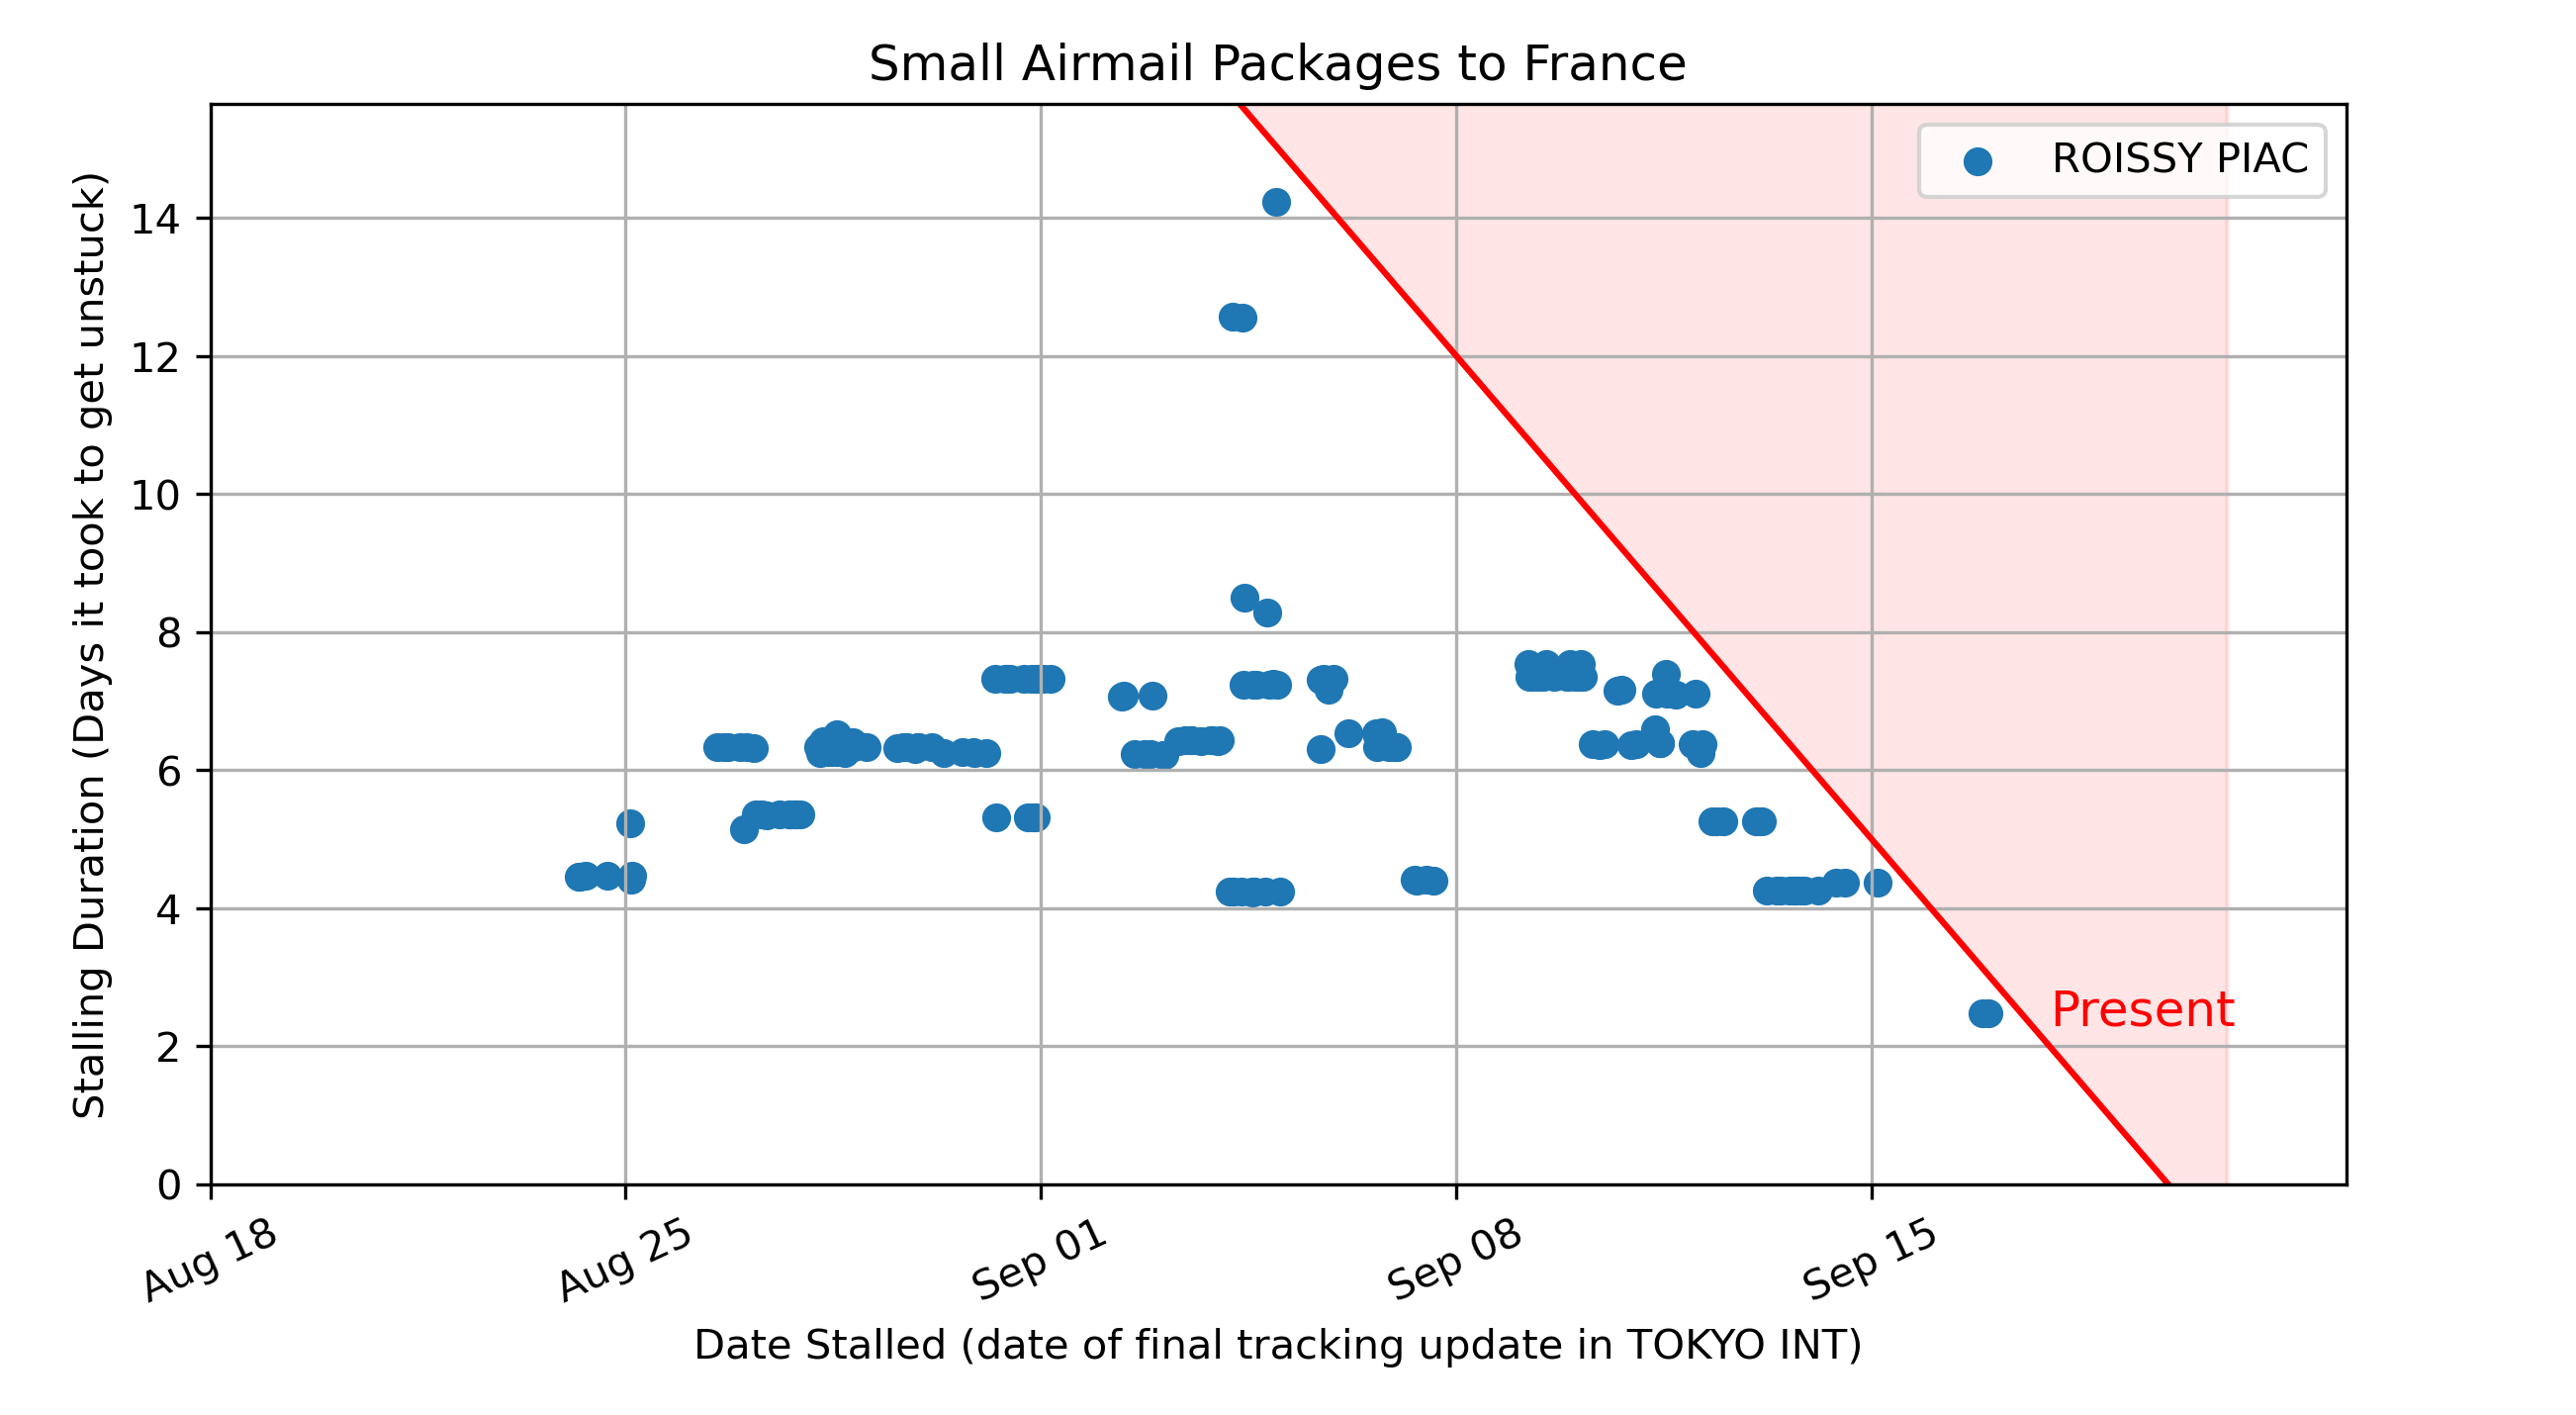 Small Airmail Packages to France
ROISSY PIAC
Stalling Duration (Days it took to get unstuck)
14
12
10
8
6
4
2
0
Present
Aug 18
Aug 25
Sep 01
Sep 08
Sep 15
Date Stalled (date of final tracking update in TOKYO INT)